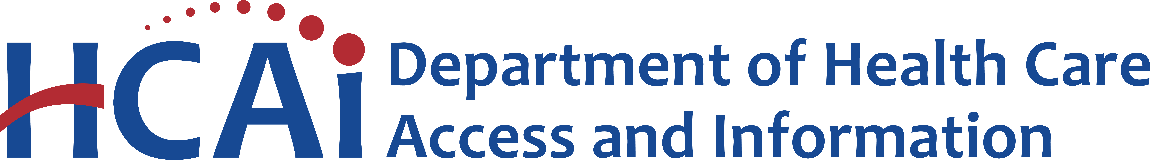 HCAi
Department of Health Care
Access and Information